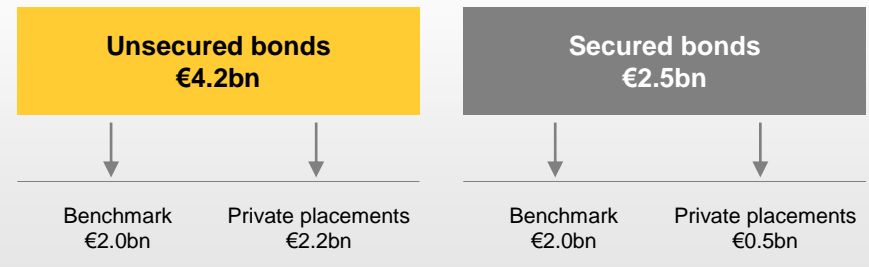 Unsecured bonds
€4.2bn
Secured bonds
€2.5bn
Benchmark
€2.0bn
Private placements
€2.2bn
Benchmark
€2.0bn
Private placements
€0.5bn